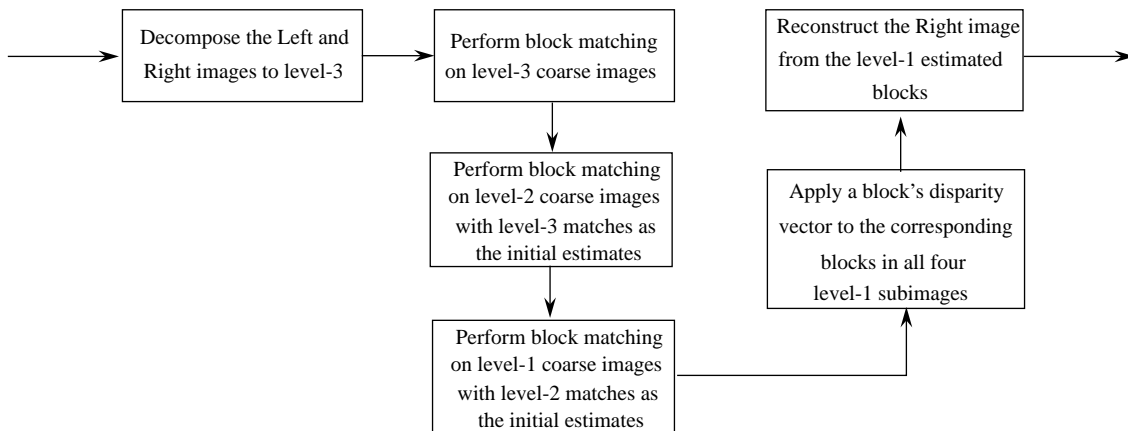 Decompose the Left and
Right images to level-3
Perform block matching
on level-3 coarse images
Perform block matching
on level-2 coarse images
with level-3 matches as
the initial estimates
Perform block matching
on level-1 coarse images
with level-2 matches as
the initial estimates
Apply a block’s disparity
vector to the corresponding
blocks in all four
level-1 subimages
Reconstruct the Right image
from the level-1 estimated
blocks